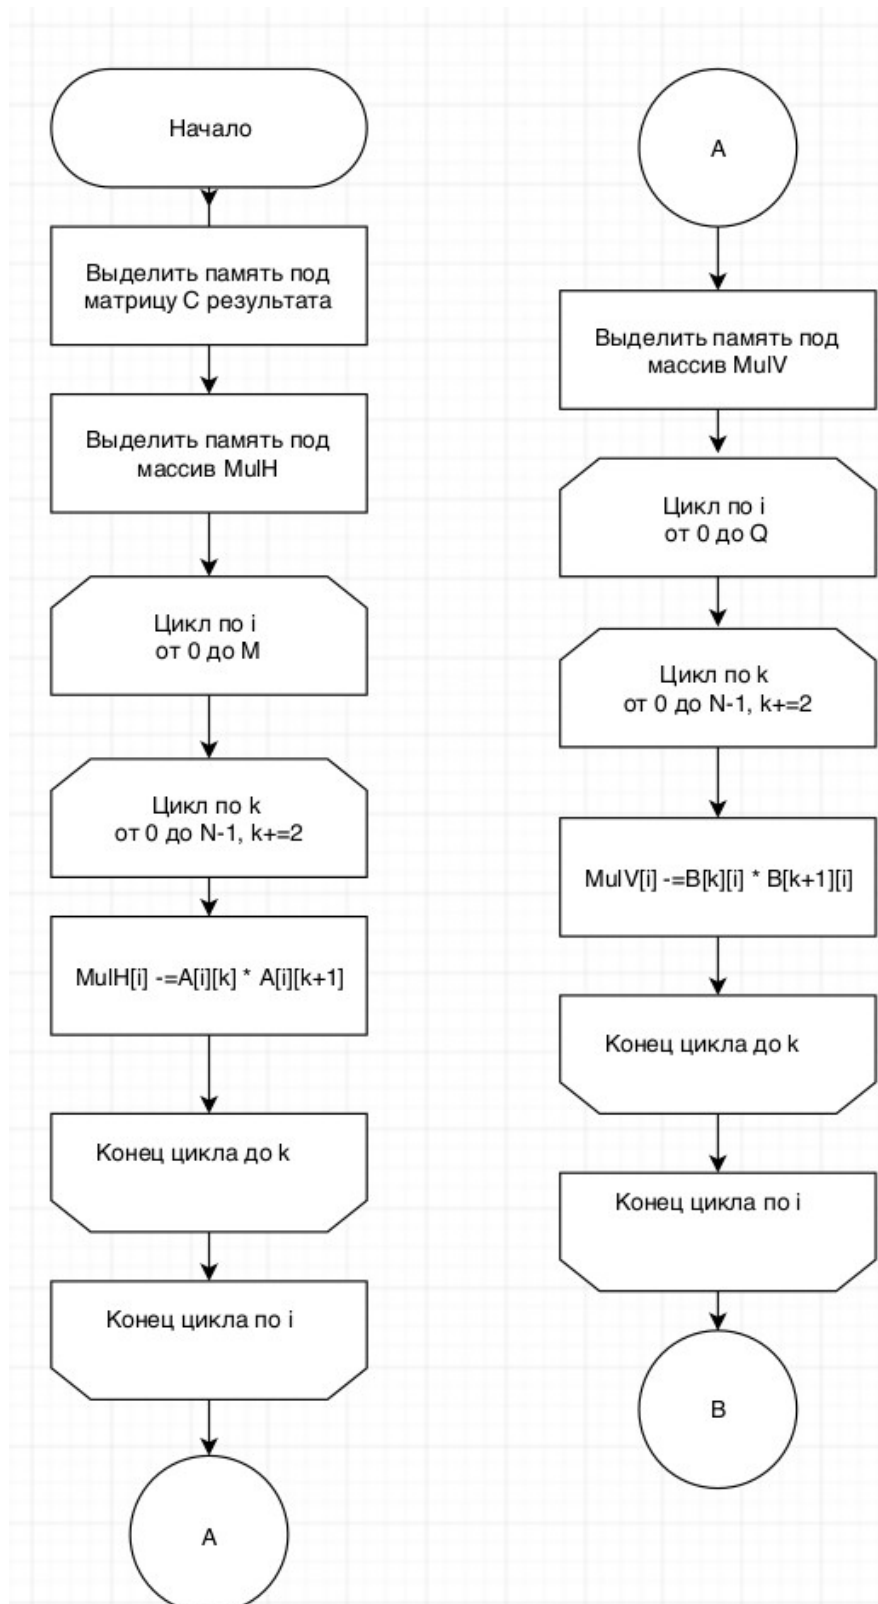 Начало
Выделить память под
матрицу C результата
Выделить память под
массив MulH
Цикл по i
от 0 до M
Цикл по k
от 0 до N-1, k+=2
MulH[i] -=A[i][k] * A[i][k+1]
Конец цикла до k
Конец цикла по i
A
A
Выделить память под
массив MulV
Цикл по i
от 0 до Q
Цикл по k
от 0 до N-1, k+=2
MulV[i] -=B[k][i] * B[k+1][i]
Конец цикла до k
Конец цикла по i
B